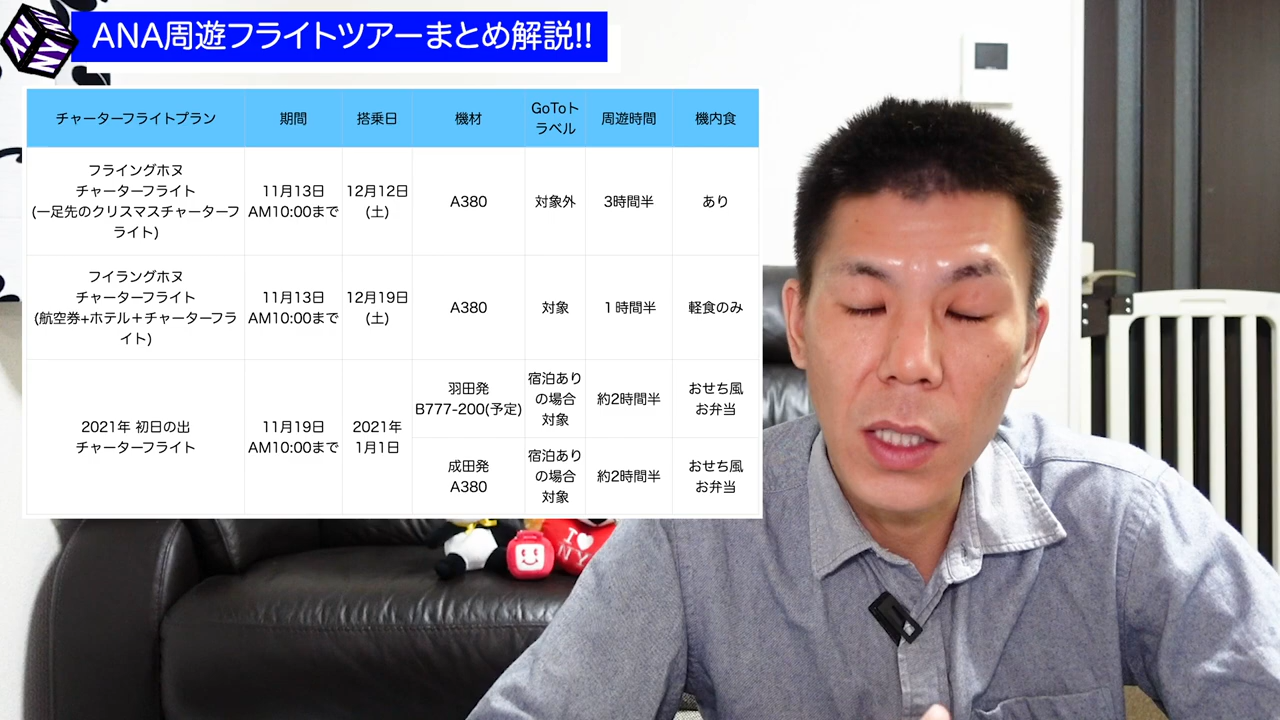 ANA周遊フライトツアーまとめ解説!!
NY
チャーターフライトプラン
期間
搭乗日
機材
GoToト
ラベル
周遊時間
機内食
フライングホヌ
チャーターフライト
(一足先のクリスマスチャーターフ
ライト)
11月13日
AM10:00まで
12月12日
(土)
A380
対象外
3時間半
あり
フイラングホヌ
チャーターフライト
(航空券+ホテル＋チャーターフラ
イト)
11月13日
AM10:00まで
12月19日
(土)
A380
対象
１時間半
軽食のみ
2021年 初日の出
チャーターフライト
11月19日
AM10:00まで
2021年
1月1日
羽田発
B777-200(予定)
宿泊あり
の場合
対象
約2時間半
おせち風
お弁当
成田発
A380
宿泊あり
の場合
対象
約2時間半
おせち風
お弁当
I
NY